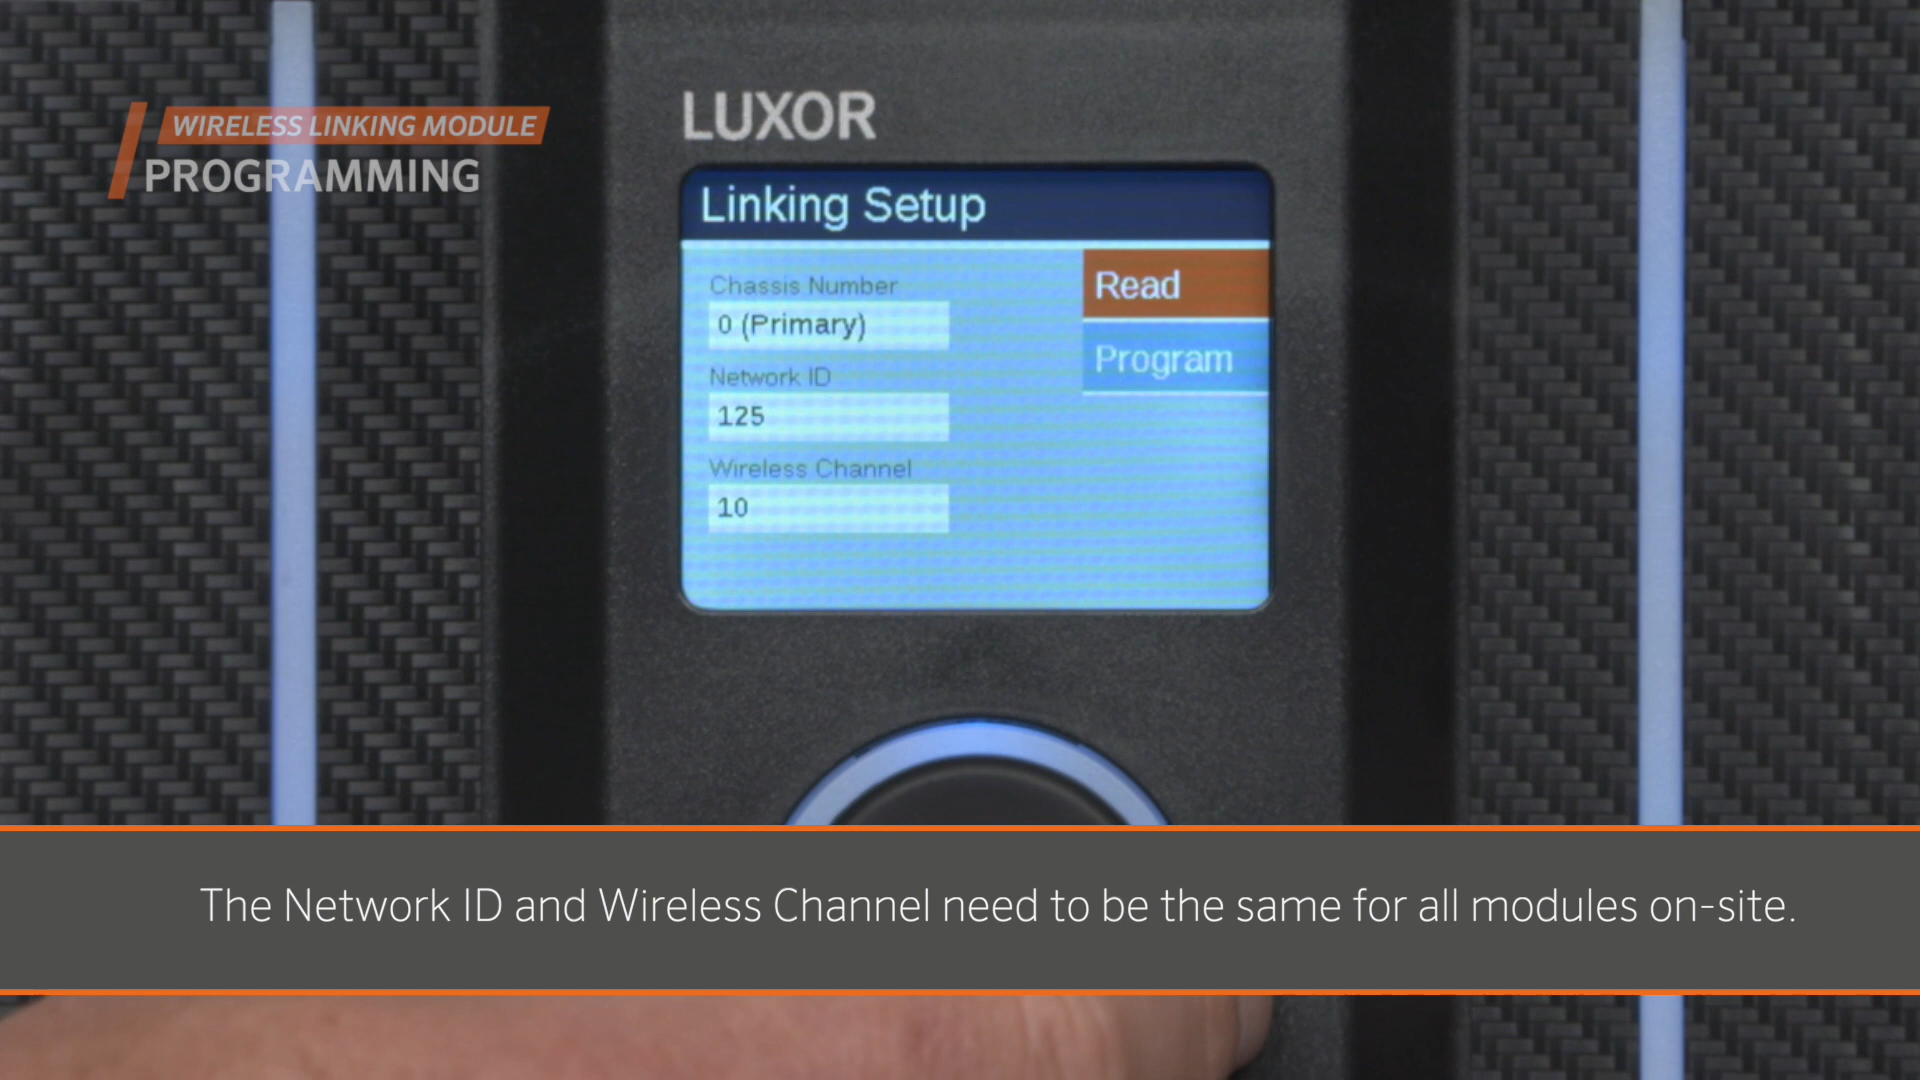 WIRELESS LINKING MODULE
PROGRAMMING
LUXOR
Linking Setup
Chassis Number
0 (Primary)
Network ID
125
Wireless Channel
10
Read
Program
The Network ID and Wireless Channel need to be the same for all modules on-site.